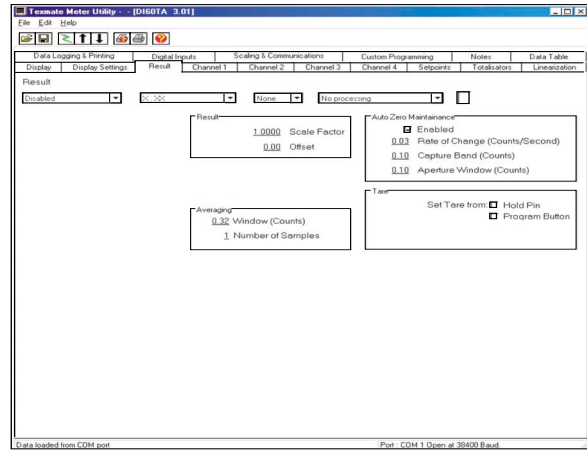 Texmate Meter Utility - - [DI60TA 3.01]
File Edit Help
Data Logging & Printing Digital Inputs Scaling & Communications Custom Programming Notes Data Table
Display Display Settings Result Channel 1 Channel 2 Channel 3 Channel 4 Setpoints Totalisators Linearization
Result
Disabled X.XX None No processing
Result
1.0000 Scale Factor
0.00 Offset
Auto Zero Maintainance
Enabled
0.03 Rate of Change (Counts/Second)
0.10 Capture Band (Counts)
0.10 Aperture Window (Counts)
Averaging
0.32 Window (Counts)
1 Number of Samples
Tare
Set Tare from: Hold Pin
Program Button
Data loaded from COM port Port : COM 1 Open at 38400 Baud.